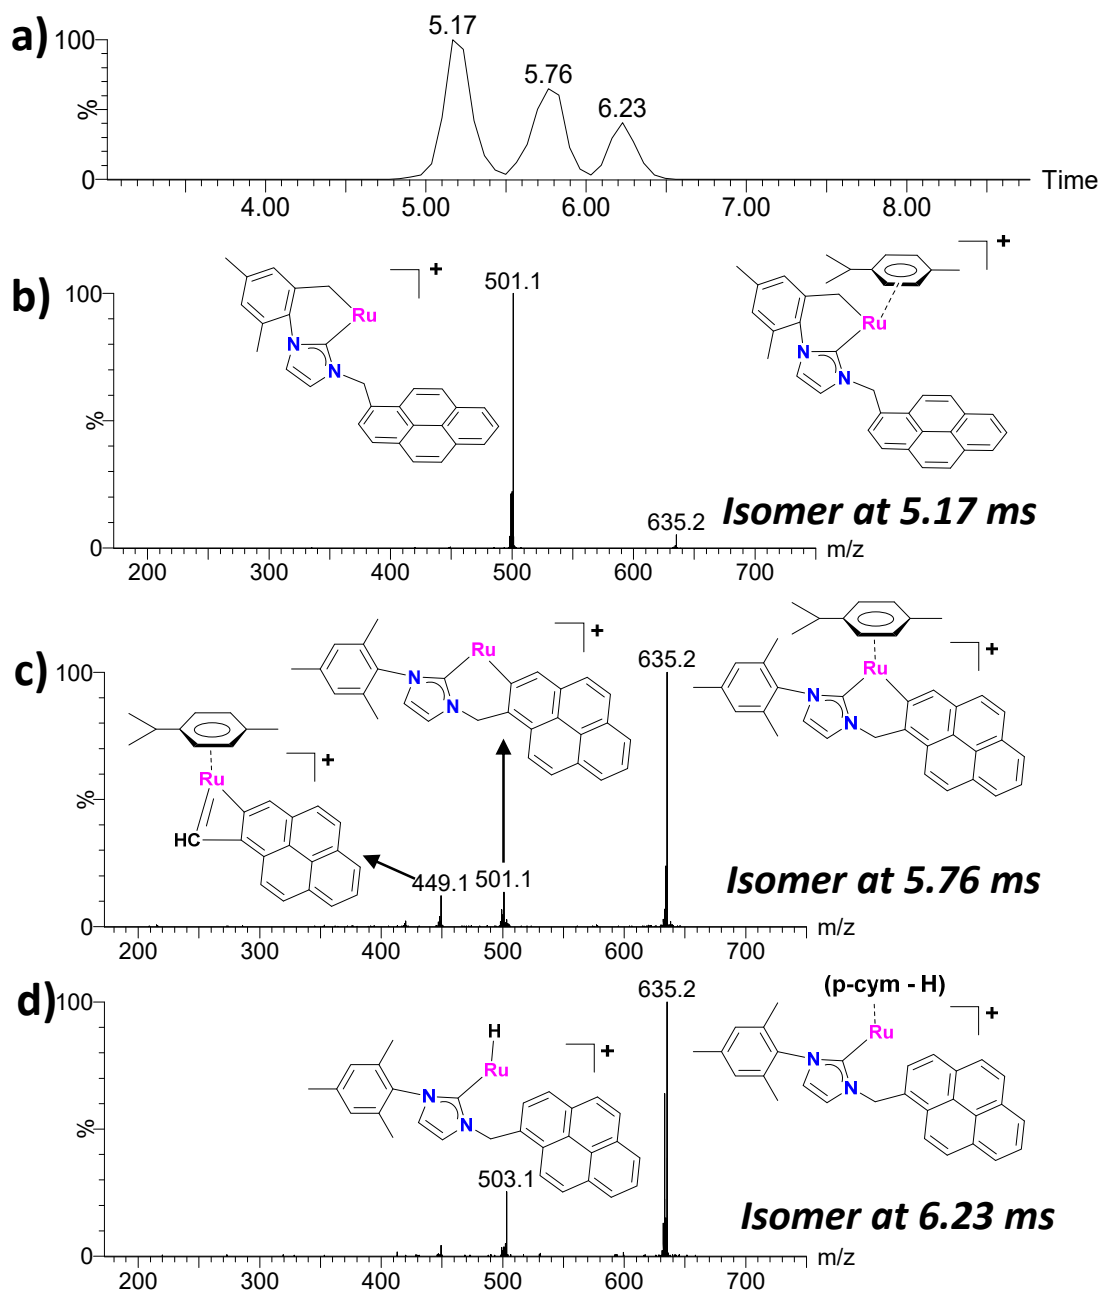 a)
100
%
0
5.17
5.76
6.23
4.00 5.00 6.00 7.00 8.00
Time
b)
100
%
0
+
Ru
N
N
501.1
+
Ru
N
N
635.2
Isomer at 5.17 ms
200 300 400 500 600 700
m/z
c)
100
%
0
+
Ru
N
N
635.2
+
Ru
N
N
+
Ru
HC
449.1
501.1
Isomer at 5.76 ms
200 300 400 500 600 700
m/z
d)
100
%
0
H
Ru
+
N
N
503.1
635.2
(p-cym - H)
+
Ru
N
N
Isomer at 6.23 ms
200 300 400 500 600 700
m/z